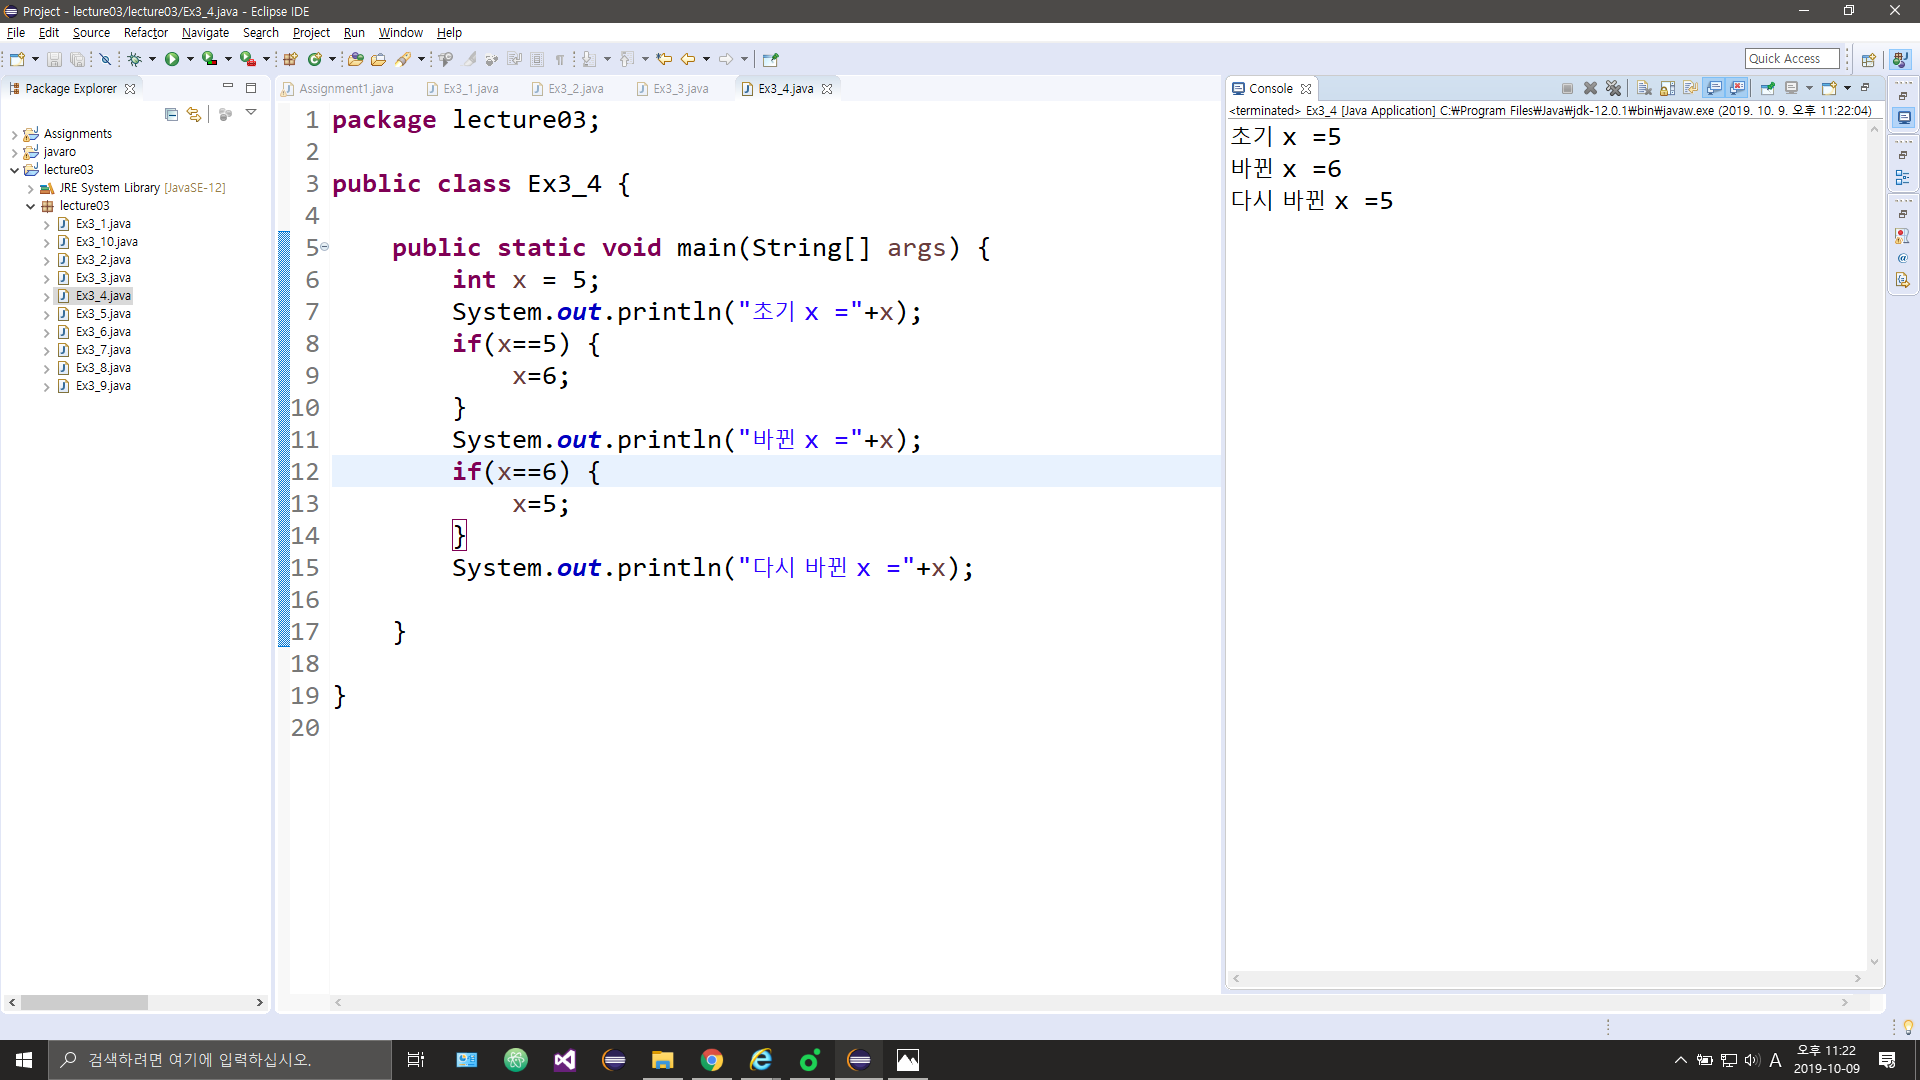 Project - lecture03/lecture03/Ex3_4.java - Eclipse IDE
File Edit Source Refactor Navigate Search Project Run Window Help
Quick Access
Package Explorer
Assignments
javaro
lecture03
JRE System Library [JavaSE-12]
lecture03
Ex3_1.java
Ex3_10.java
Ex3_2.java
Ex3_3.java
Ex3_4.java
Ex3_5.java
Ex3_6.java
Ex3_7.java
Ex3_8.java
Ex3_9.java
Assignment1.java Ex3_1.java Ex3_2.java Ex3_3.java Ex3_4.java
1 package lecture03;
2
3 public class Ex3_4 {
4
5 public static void main(String[] args) {
6 int x = 5;
7 System.out.println("초기 x ="+x);
8 if(x==5) {
9 x=6;
10 }
11 System.out.println("바뀐 x ="+x);
12 if(x==6) {
13 x=5;
14 }
15 System.out.println("다시 바뀐 x ="+x);
16
17 }
18
19 }
20
Console
<terminated> Ex3_4 [Java Application] C:₩Program Files₩Java₩jdk-12.0.1₩bin₩javaw.exe (2019. 10. 9. 오후 11:22:04)
초기 x =5
바뀐 x =6
다시 바뀐 x =5
검색하려면 여기에 입력하십시오.
A
오후 11:22
2019-10-09